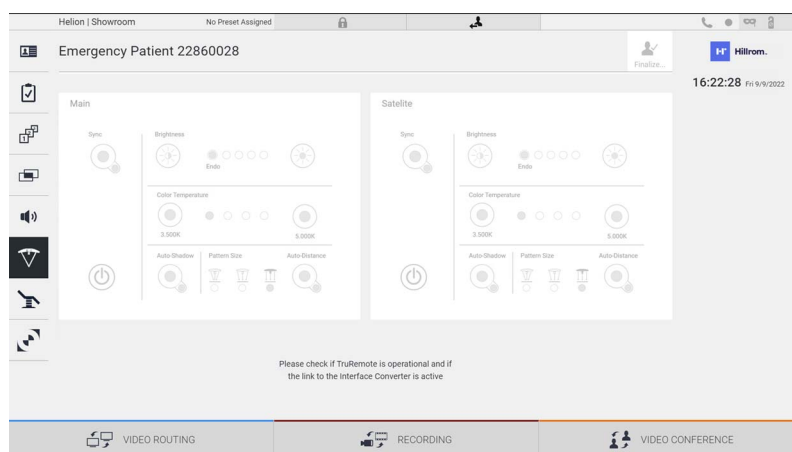 Helion | Showroom
No Preset Assigned
Emergency Patient 22860028
Finalize...
Hillrom.
16:22:28 Fri 9/9/2022
Main
Sync
Brightness
Endo
Color Temperature
3.500K
5.000K
Auto-Shadow
Pattern Size
Auto-Distance
Satelite
Sync
Brightness
Endo
Color Temperature
3.500K
5.000K
Auto-Shadow
Pattern Size
Auto-Distance
Please check if TruRemote is operational and if
the link to the Interface Converter is active
VIDEO ROUTING
RECORDING
VIDEO CONFERENCE